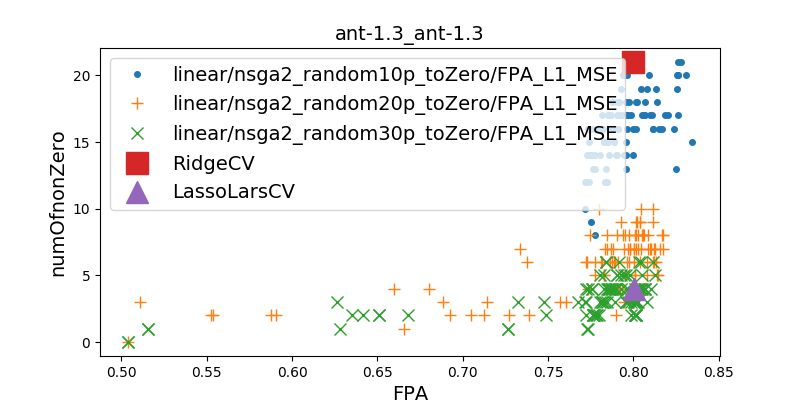 ant-1.3_ant-1.3
linear/nsga2_random10p_toZero/FPA_L1_MSE
linear/nsga2_random20p_toZero/FPA_L1_MSE
linear/nsga2_random30p_toZero/FPA_L1_MSE
RidgeCV
LassoLarsCV
numOfnonZero
20
15
10
5
0
0.50 0.55 0.60 0.65 0.70 0.75 0.80 0.85
FPA